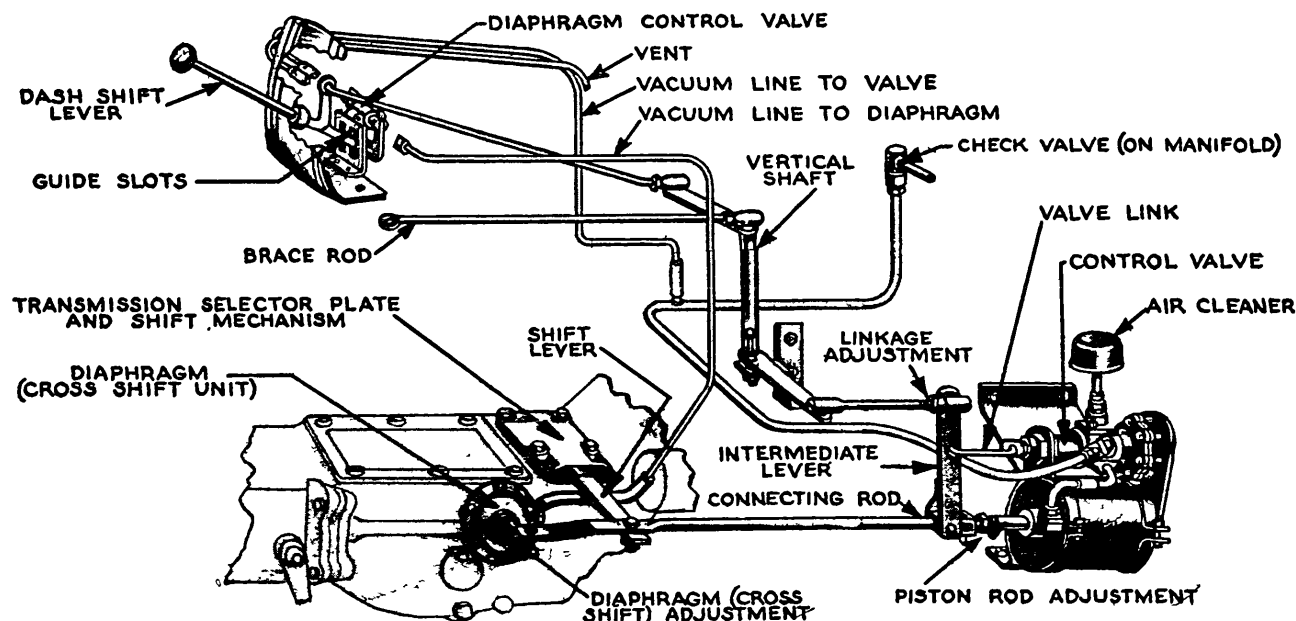 DIAPHRAGM CONTROL VALVE
VENT
VACUUM LINE TO VALVE
VACUUM LINE TO DIAPHRAGM
DASH SHIFT
LEVER
GUIDE SLOTS
CHECK VALVE (ON MANIFOLD)
VERTICAL
SHAFT
VALVE LINK
BRACE ROD
CONTROL VALVE
TRANSMISSION SELECTOR PLATE
AND SHIFT MECHANISM
AIR CLEANER
SHIFT
LEVER
LINKAGE
ADJUSTMENT
DIAPHRAGM
(CROSS SHIFT UNIT)
INTERMEDIATE
LEVER
CONNECTING ROD
DIAPHRAGM (CROSS
SHIFT) ADJUSTMENT
PISTON ROD ADJUSTMENT